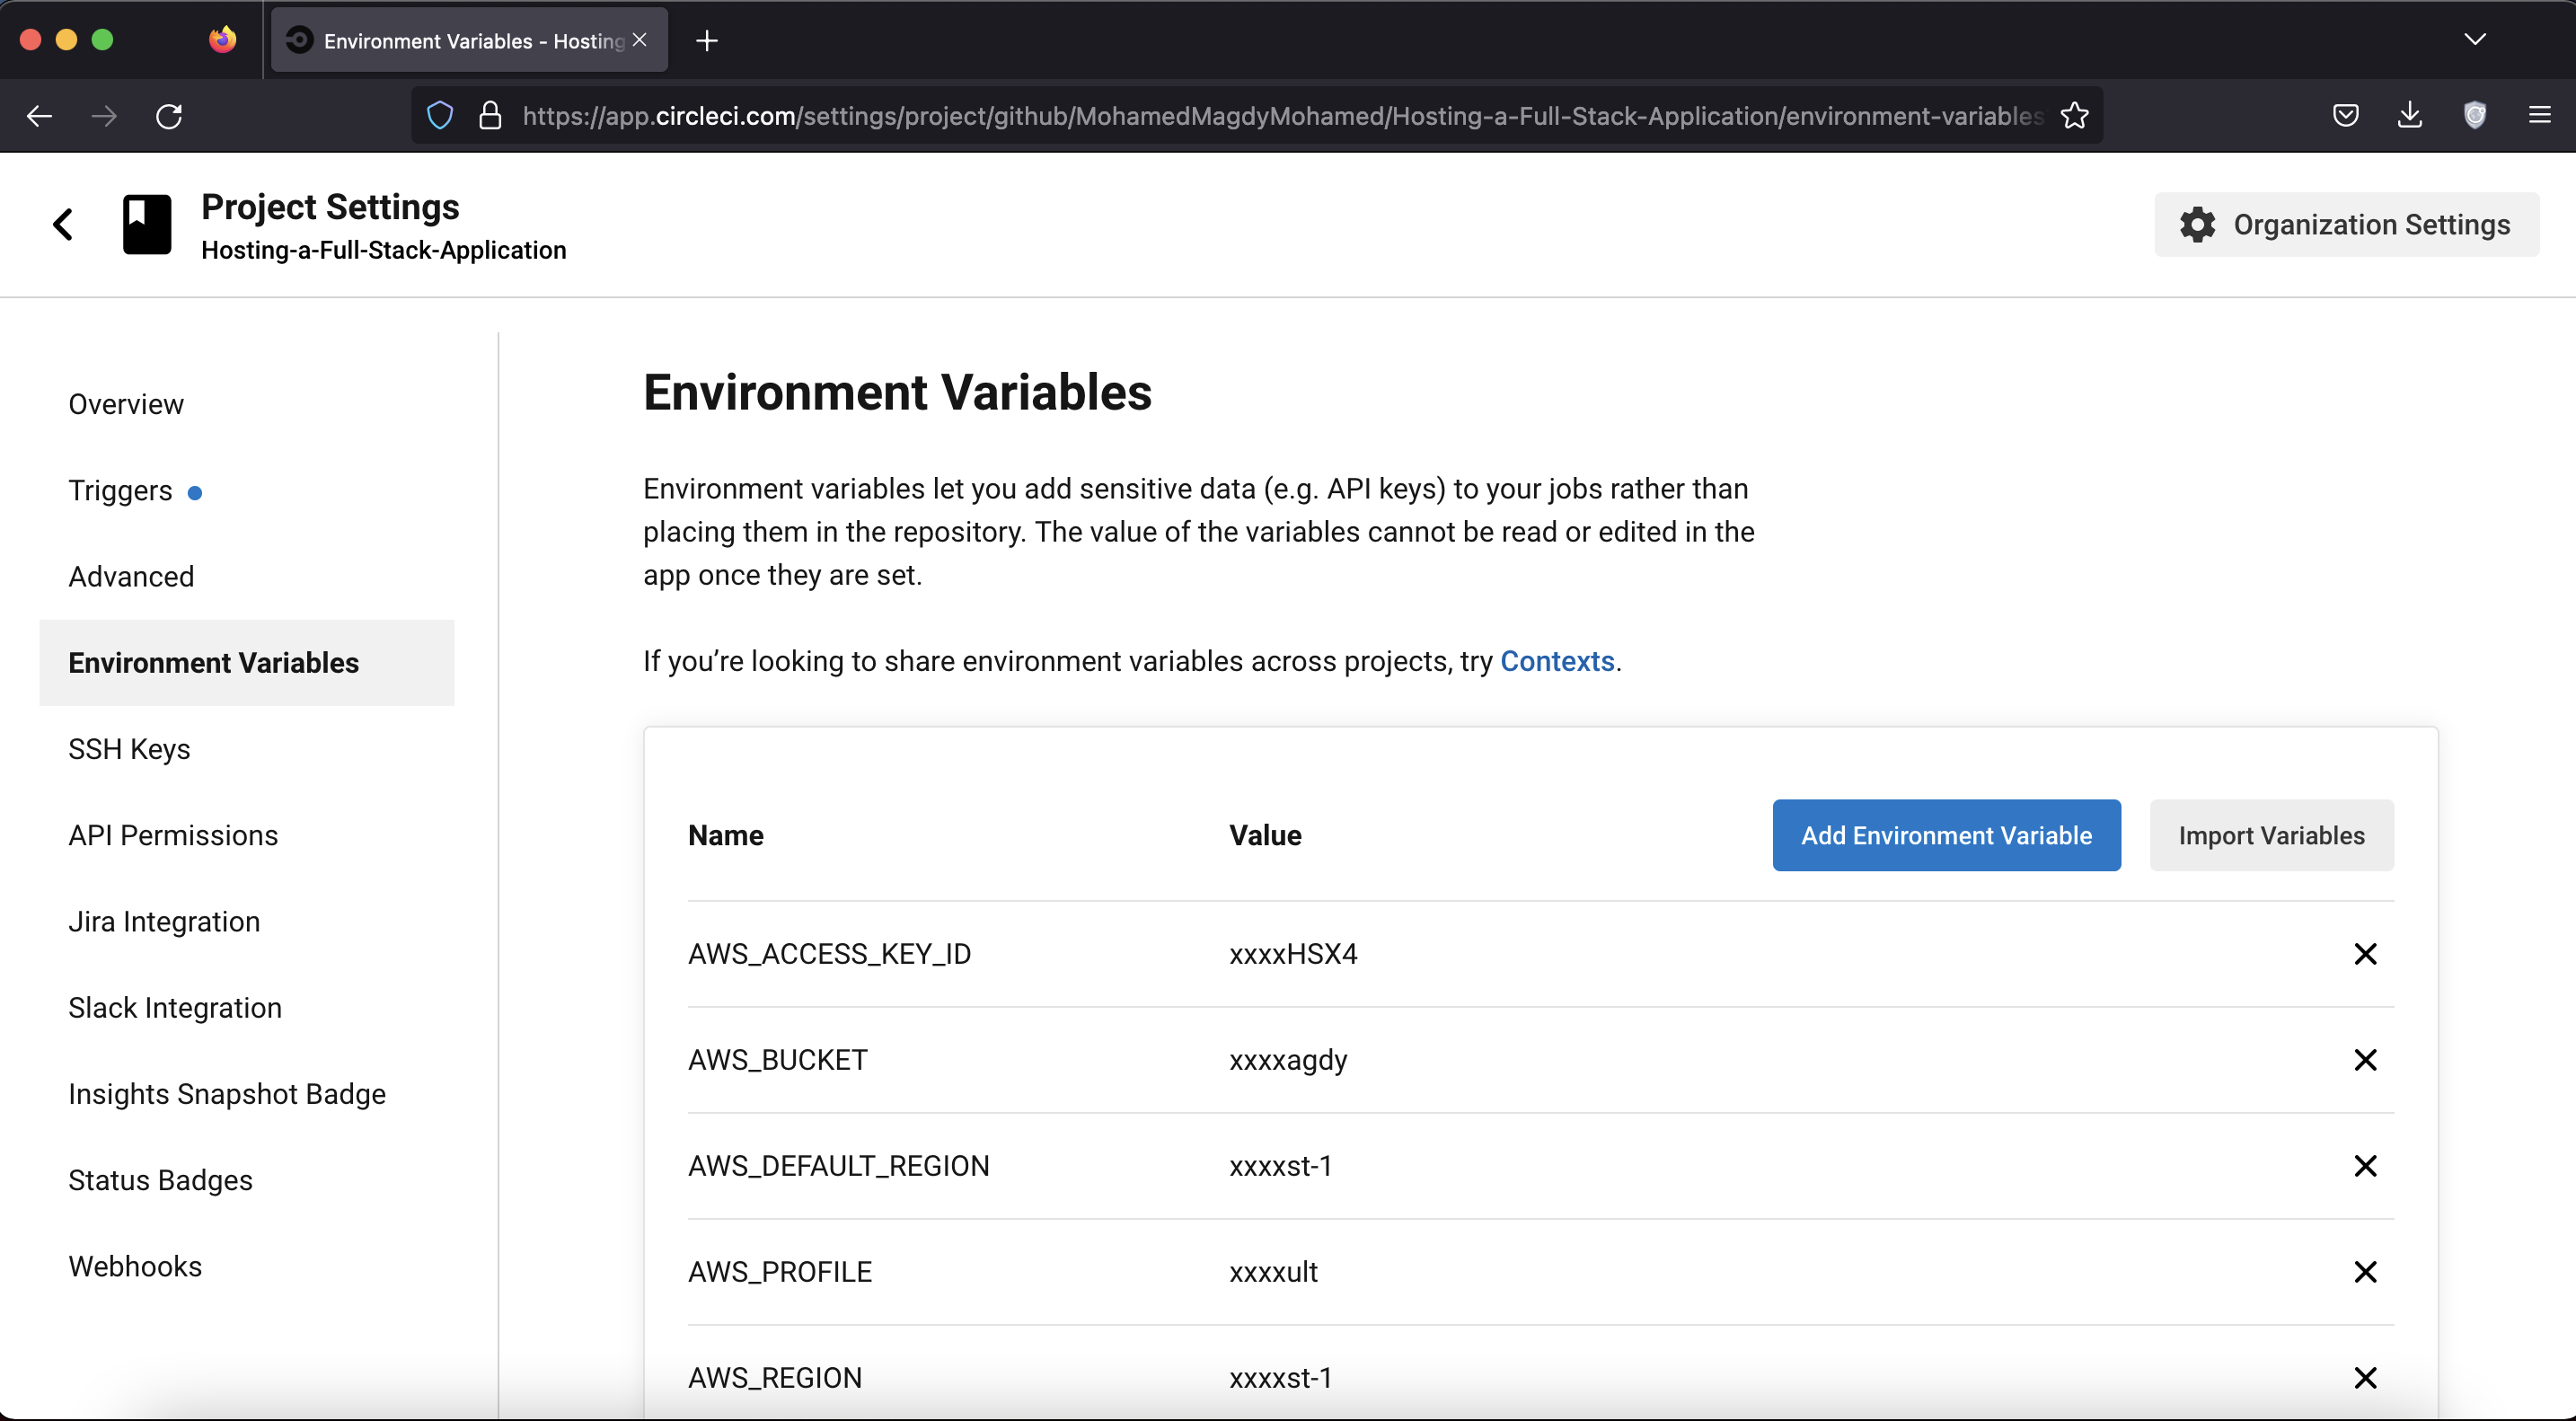 Environment Variables - Hosting
https://app.circleci.com/settings/project/github/MohamedMagdyMohamed/Hosting-a-Full-Stack-Application/environment-variables
Project Settings
Hosting-a-Full-Stack-Application
Organization Settings
Overview
Triggers
Advanced
Environment Variables
SSH Keys
API Permissions
Jira Integration
Slack Integration
Insights Snapshot Badge
Status Badges
Webhooks
Environment Variables
Environment variables let you add sensitive data (e.g. API keys) to your jobs rather than
placing them in the repository. The value of the variables cannot be read or edited in the
app once they are set.
If you’re looking to share environment variables across projects, try Contexts.
Name Value Add Environment Variable Import Variables
AWS_ACCESS_KEY_ID xxxxHSX4
AWS_BUCKET xxxxagdy
AWS_DEFAULT_REGION xxxxst-1
AWS_PROFILE xxxxult
AWS_REGION xxxxst-1